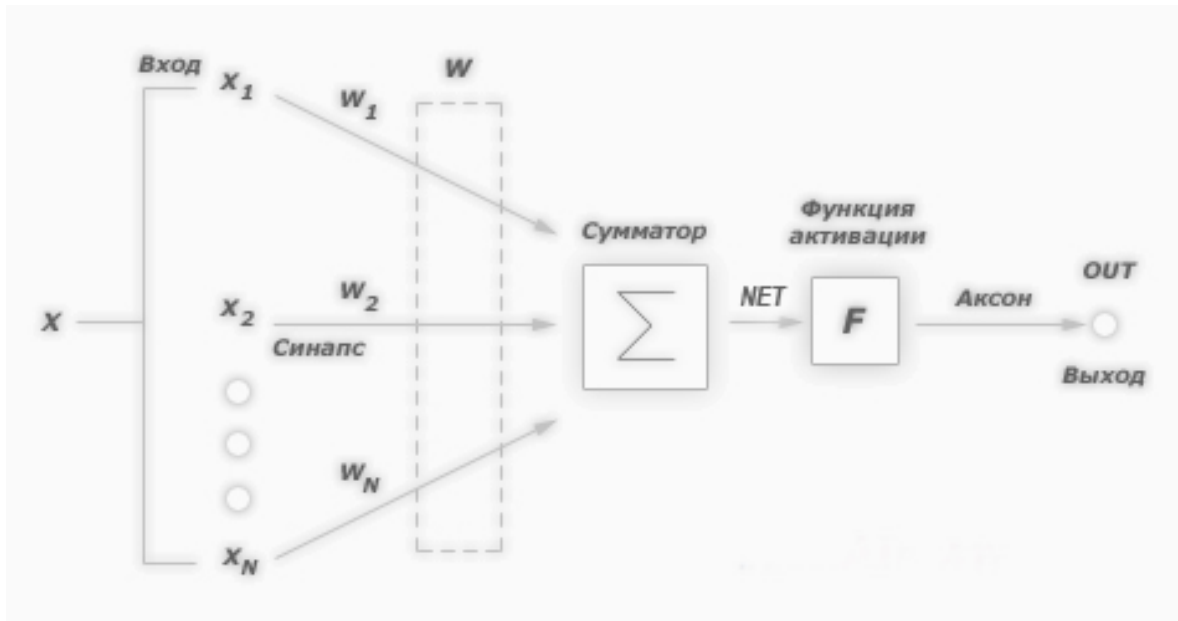 Вход
X1
W1
W
Функция
активации
Сумматор
OUT
X
X2
W2
Синапс
Σ
NET
F
Аксон
Выход
WN
XN